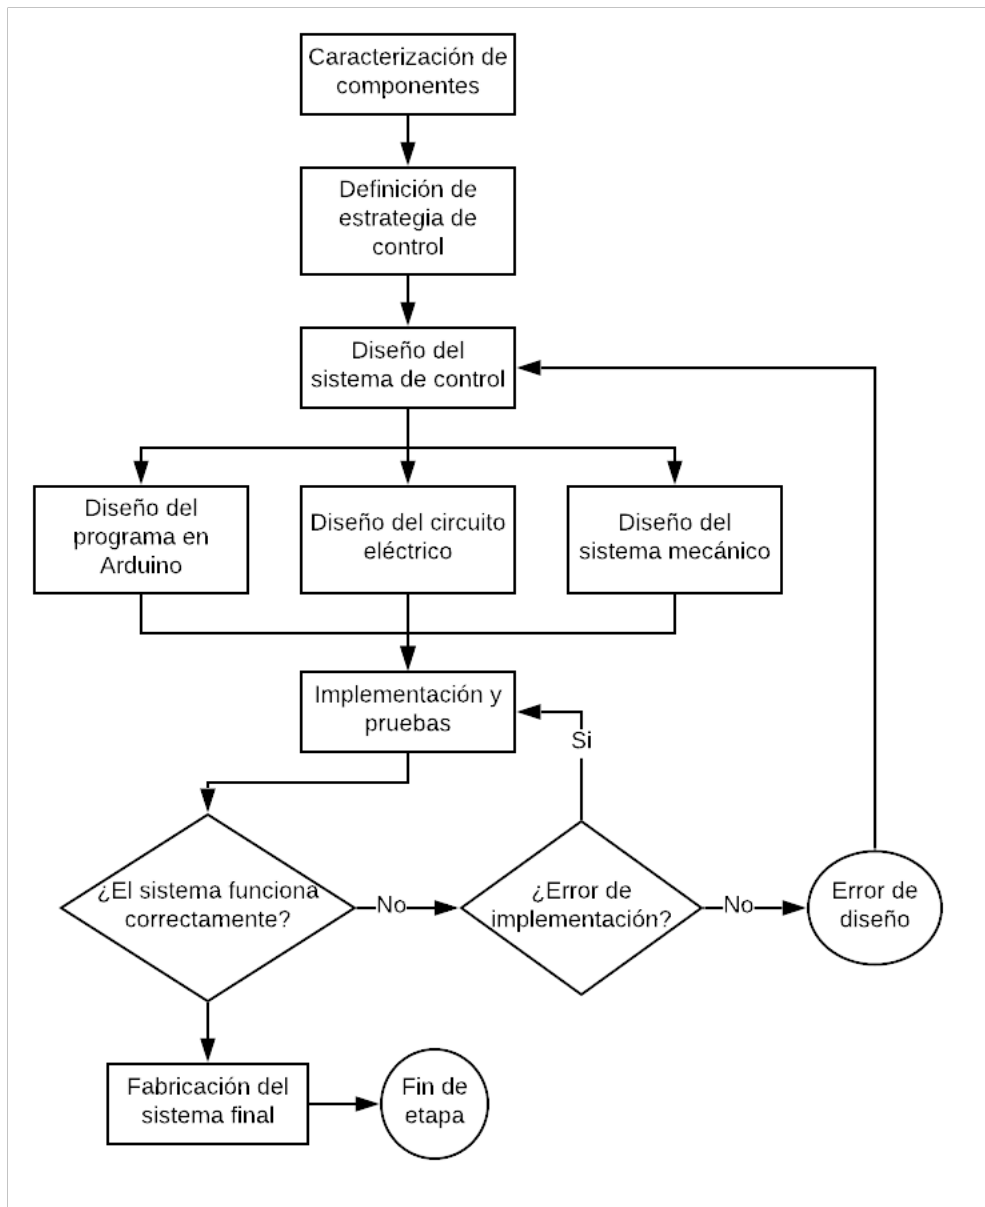 Caracterización de
componentes
Definición de
estrategia de
control
Diseño del
sistema de control
Diseño del
programa en
Arduino
Diseño del circuito
eléctrico
Diseño del
sistema mecánico
Implementación y
pruebas
Si
¿El sistema funciona
correctamente?
No
¿Error de
implementación?
No
Error de
diseño
Fabricación del
sistema final
Fin de
etapa